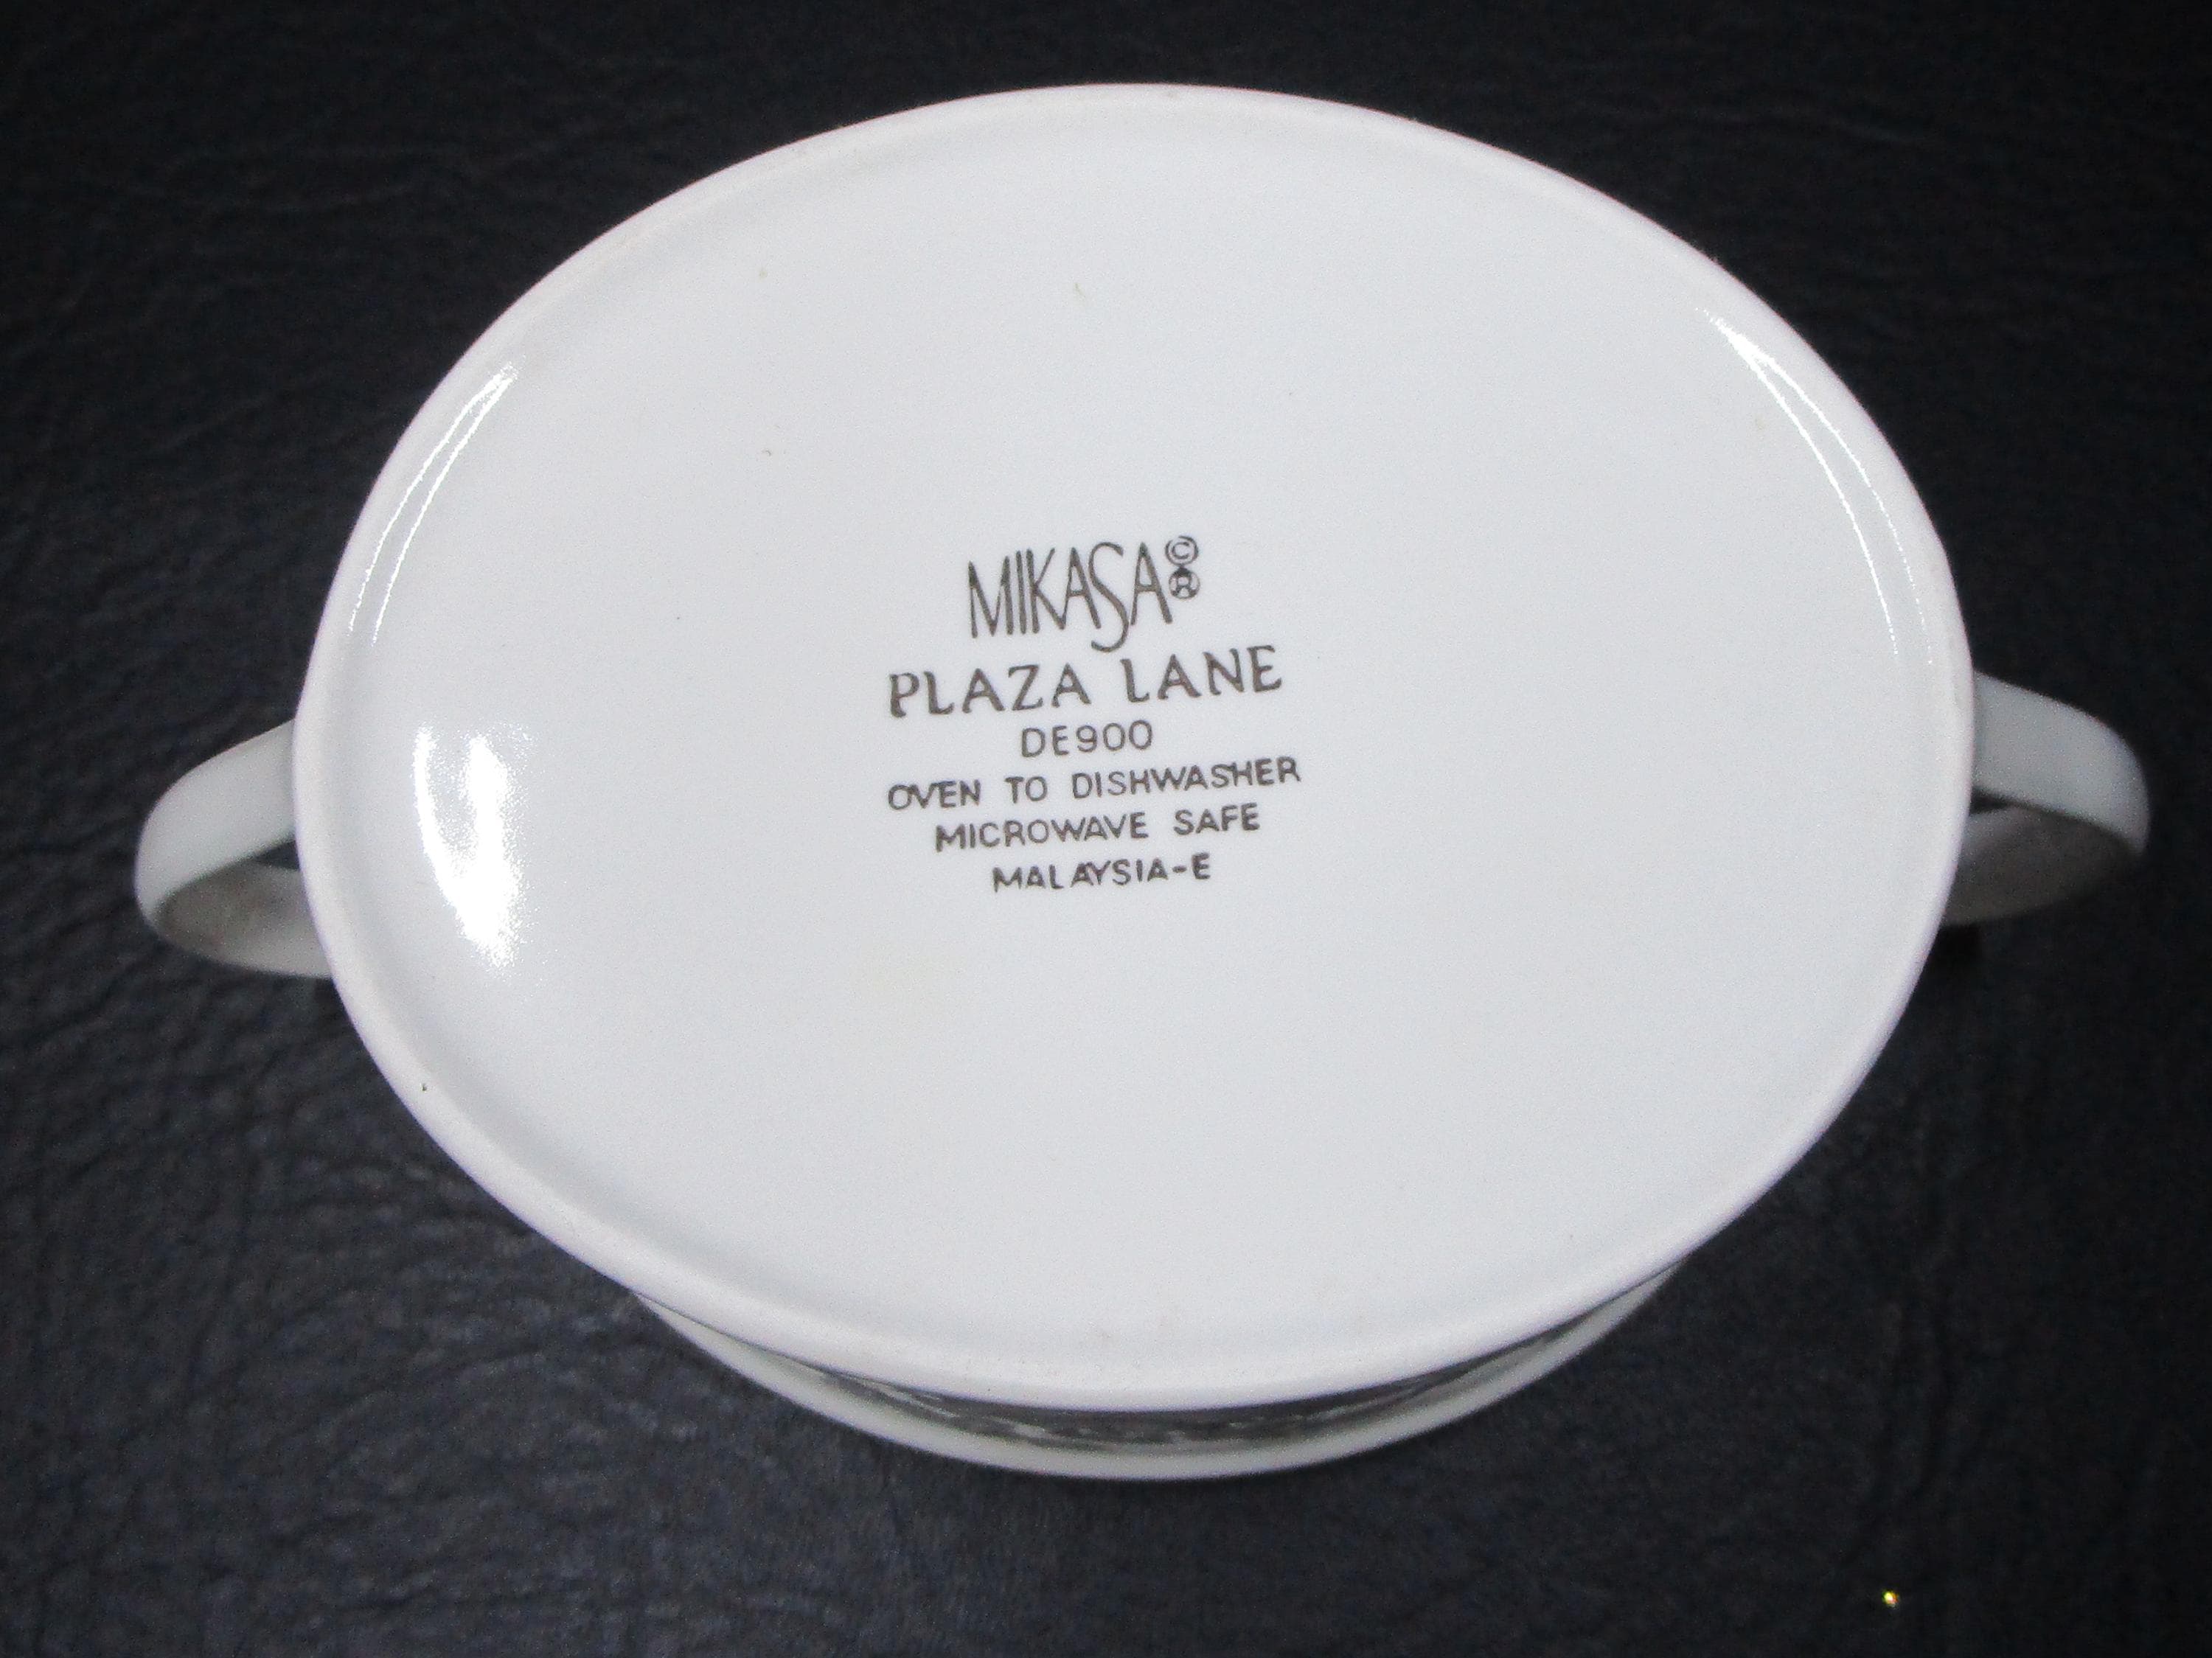 MIKASA©®
PLAZA LANE
DE900
OVEN TO DISHWASHER
MICROWAVE SAFE
MALAYSIA-E